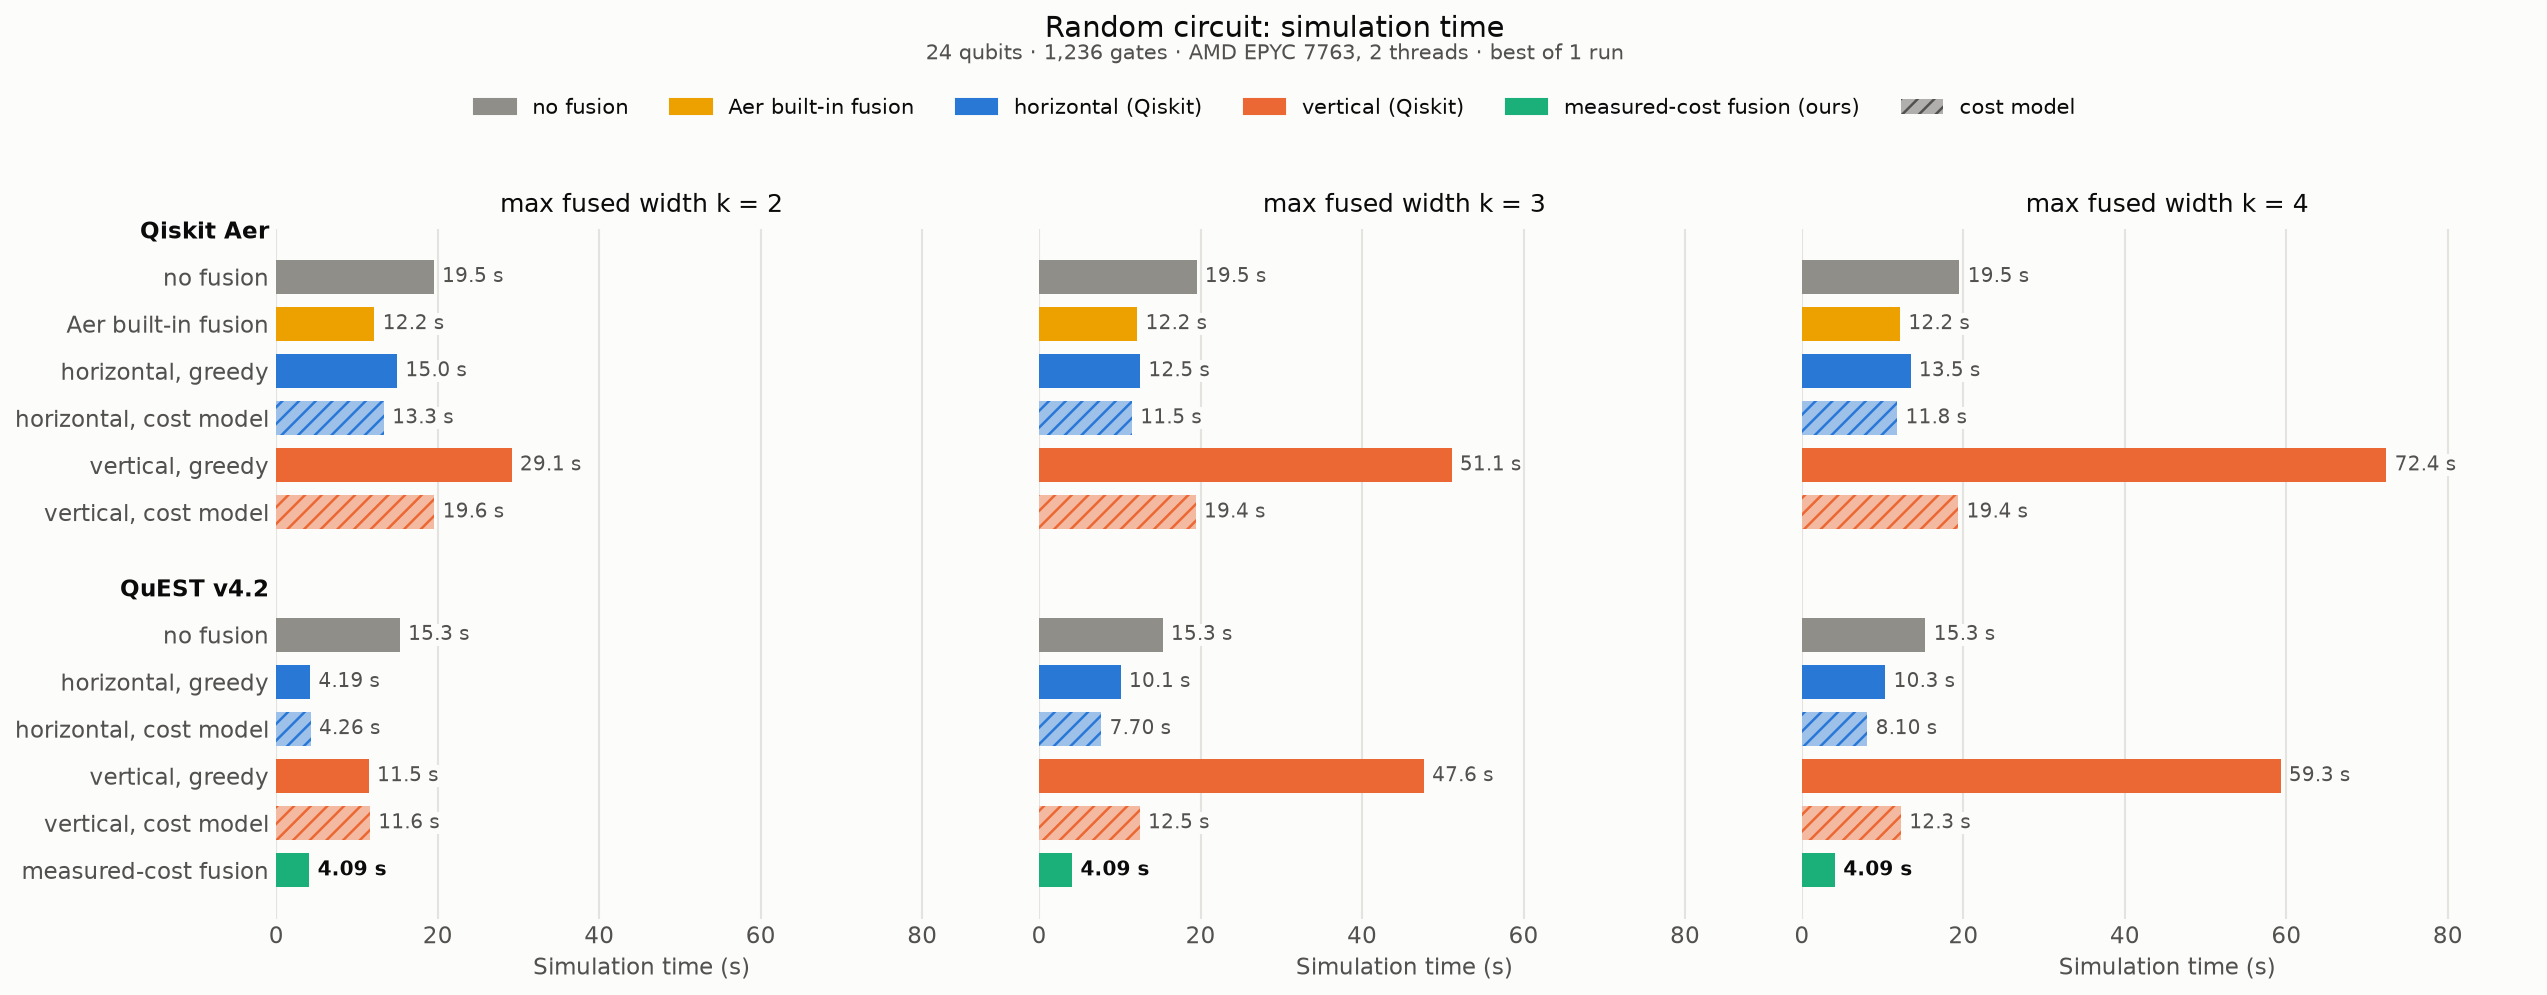 Random circuit: simulation time
24 qubits · 1,236 gates · AMD EPYC 7763, 2 threads · best of 1 run
no fusion
Aer built-in fusion
horizontal (Qiskit)
vertical (Qiskit)
measured-cost fusion (ours)
cost model
max fused width k = 2
max fused width k = 3
max fused width k = 4
Qiskit Aer
no fusion 19.5 s 19.5 s 19.5 s
Aer built-in fusion 12.2 s 12.2 s 12.2 s
horizontal, greedy 15.0 s 12.5 s 13.5 s
horizontal, cost model 13.3 s 11.5 s 11.8 s
vertical, greedy 29.1 s 51.1 s 72.4 s
vertical, cost model 19.6 s 19.4 s 19.4 s
QuEST v4.2
no fusion 15.3 s 15.3 s 15.3 s
horizontal, greedy 4.19 s 10.1 s 10.3 s
horizontal, cost model 4.26 s 7.70 s 8.10 s
vertical, greedy 11.5 s 47.6 s 59.3 s
vertical, cost model 11.6 s 12.5 s 12.3 s
measured-cost fusion 4.09 s 4.09 s 4.09 s
0 20 40 60 80 0 20 40 60 80 0 20 40 60 80
Simulation time (s) Simulation time (s) Simulation time (s)